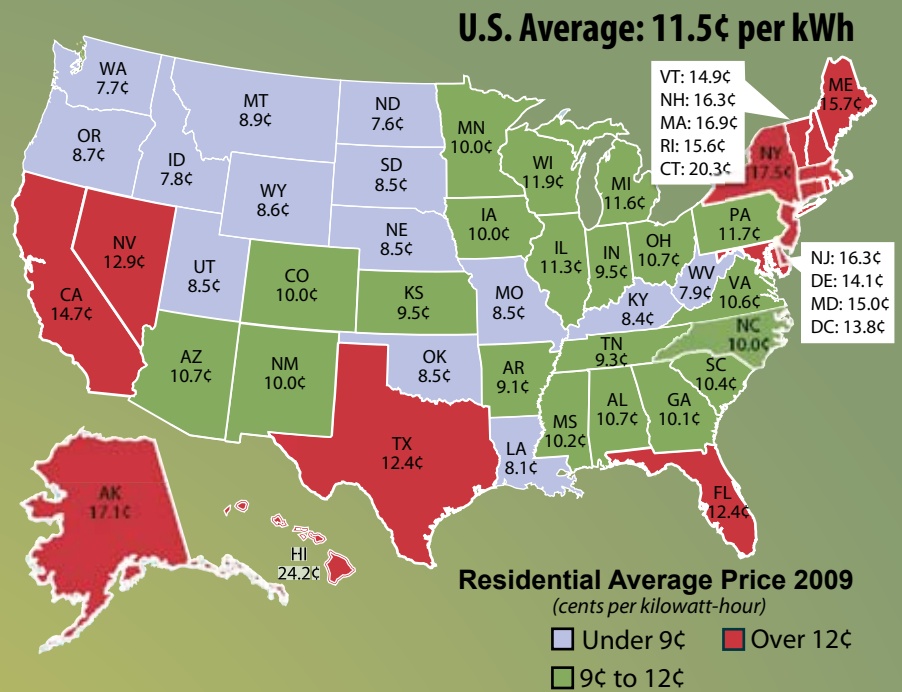 U.S. Average: 11.5¢ per kWh
WA
7.7¢
OR
8.7¢
ID
7.8¢
MT
8.9¢
WY
8.6¢
ND
7.6¢
SD
8.5¢
NE
8.5¢
MN
10.0¢
WI
11.9¢
MI
11.6¢
VT: 14.9¢
NH: 16.3¢
MA: 16.9¢
RI: 15.6¢
CT: 20.3¢
ME
15.7¢
NY
17.5¢
CA
14.7¢
NV
12.9¢
UT
8.5¢
CO
10.0¢
KS
9.5¢
IA
10.0¢
MO
8.5¢
IL
11.3¢
IN
9.5¢
OH
10.7¢
PA
11.7¢
WV
7.9¢
VA
10.6¢
KY
8.4¢
NJ: 16.3¢
DE: 14.1¢
MD: 15.0¢
DC: 13.8¢
AZ
10.7¢
NM
10.0¢
OK
8.5¢
AR
9.1¢
TN
9.3¢
NC
10.0¢
SC
10.4¢
TX
12.4¢
LA
8.1¢
MS
10.2¢
AL
10.7¢
GA
10.1¢
FL
12.4¢
AK
17.1¢
HI
24.2¢
Residential Average Price 2009
(cents per kilowatt-hour)
Under 9¢
Over 12¢
9¢ to 12¢